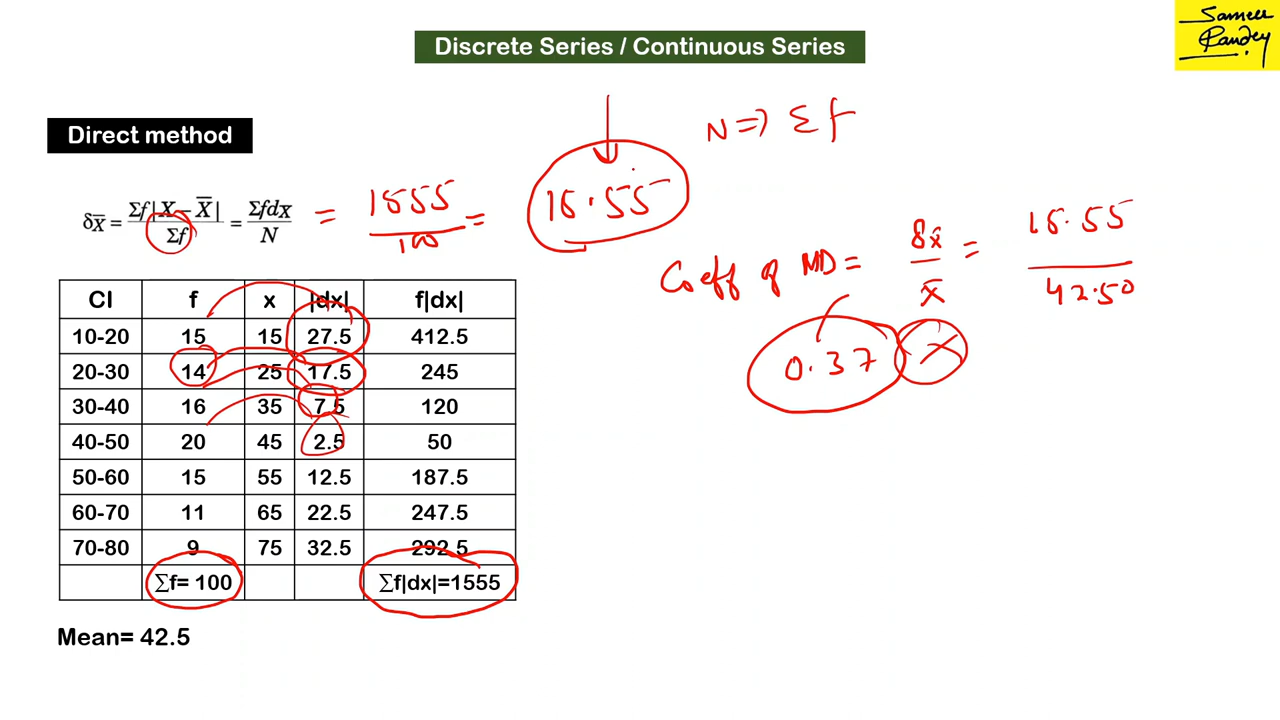 Discrete Series / Continuous Series
Sameer
Pandey
Direct method
N => Σf
δx̄ = Σf|X – X̄| / Σf = Σfdx̄ / N = 1555 / 100 = 15.55
Coeff of MD = δx̄ / x̄ = 15.55 / 42.50
0.37 x
CI f x |dx| f|dx|
10-20 15 15 27.5 412.5
20-30 14 25 17.5 245
30-40 16 35 7.5 120
40-50 20 45 2.5 50
50-60 15 55 12.5 187.5
60-70 11 65 22.5 247.5
70-80 9 75 32.5 292.5
∑f= 100 ∑f|dx|=1555
Mean= 42.5